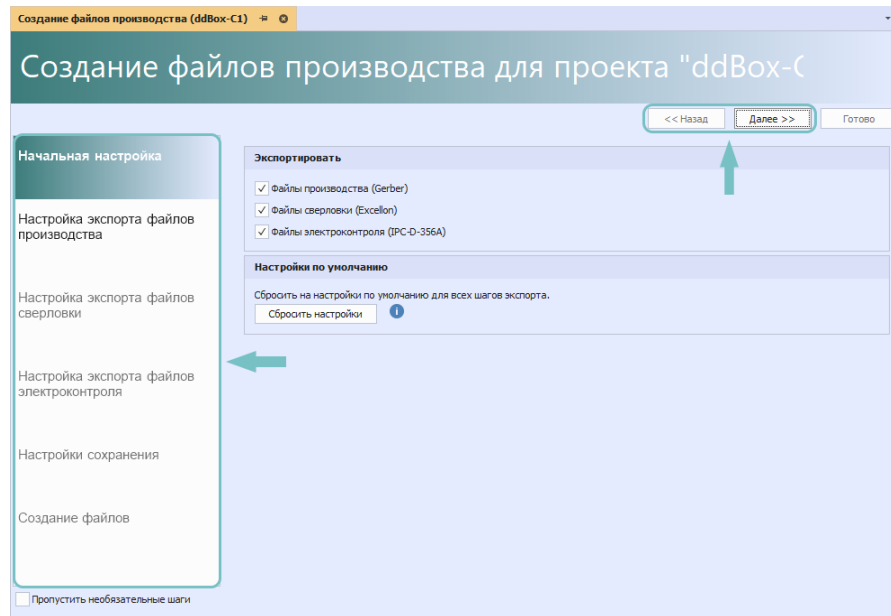 Создание файлов производства (ddBox-C1)
Создание файлов производства для проекта "ddBox-C
<< Назад
Далее >>
Готово
Начальная настройка
Настройка экспорта файлов
производства
Настройка экспорта файлов
сверловки
Настройка экспорта файлов
электроконтроля
Настройки сохранения
Создание файлов
Пропустить необязательные шаги
Экспортировать
Файлы производства (Gerber)
Файлы сверловки (Excellon)
Файлы электроконтроля (IPC-D-356A)
Настройки по умолчанию
Сбросить на настройки по умолчанию для всех шагов экспорта.
Сбросить настройки